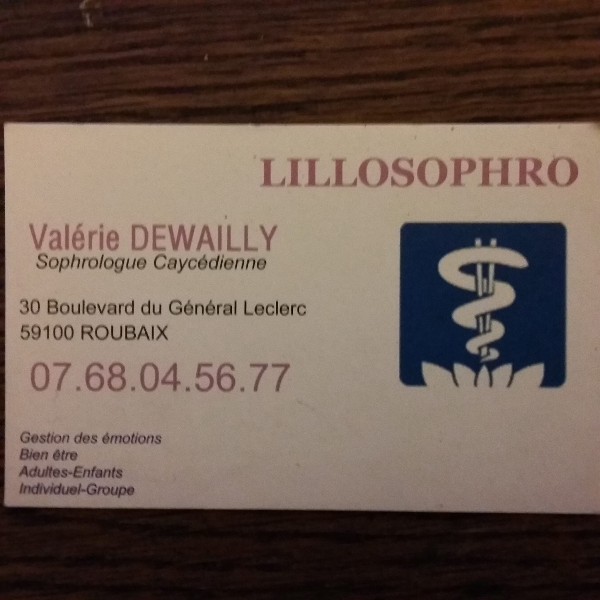 LILLOSOPHRO
Valérie DEWAILLY
Sophrologue Caycédienne
30 Boulevard du Général Leclerc
59100 ROUBAIX
07.68.04.56.77
Gestion des émotions
Bien être
Adultes-Enfants
Individuel-Groupe